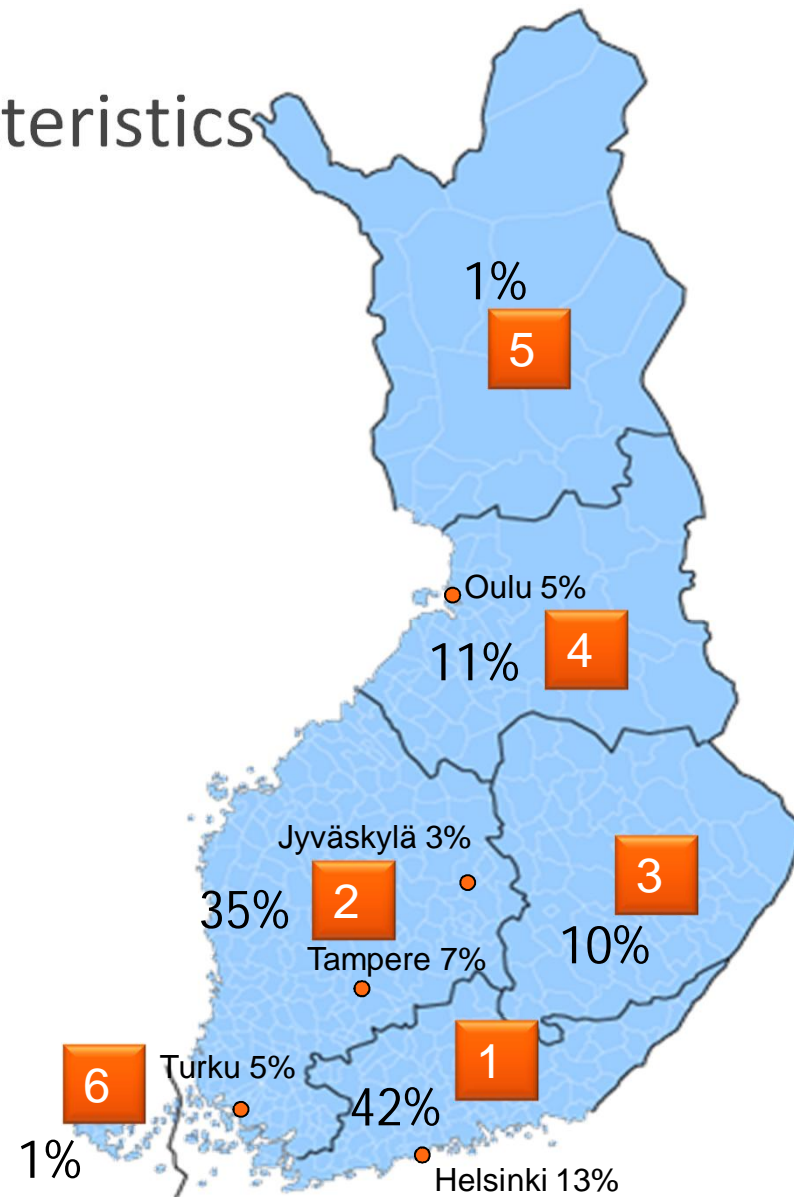 teristics
1%
5
Oulu 5%
11%
4
Jyväskylä 3%
3
2
35%
10%
Tampere 7%
1
Turku 5%
6
42%
1%
Helsinki 13%